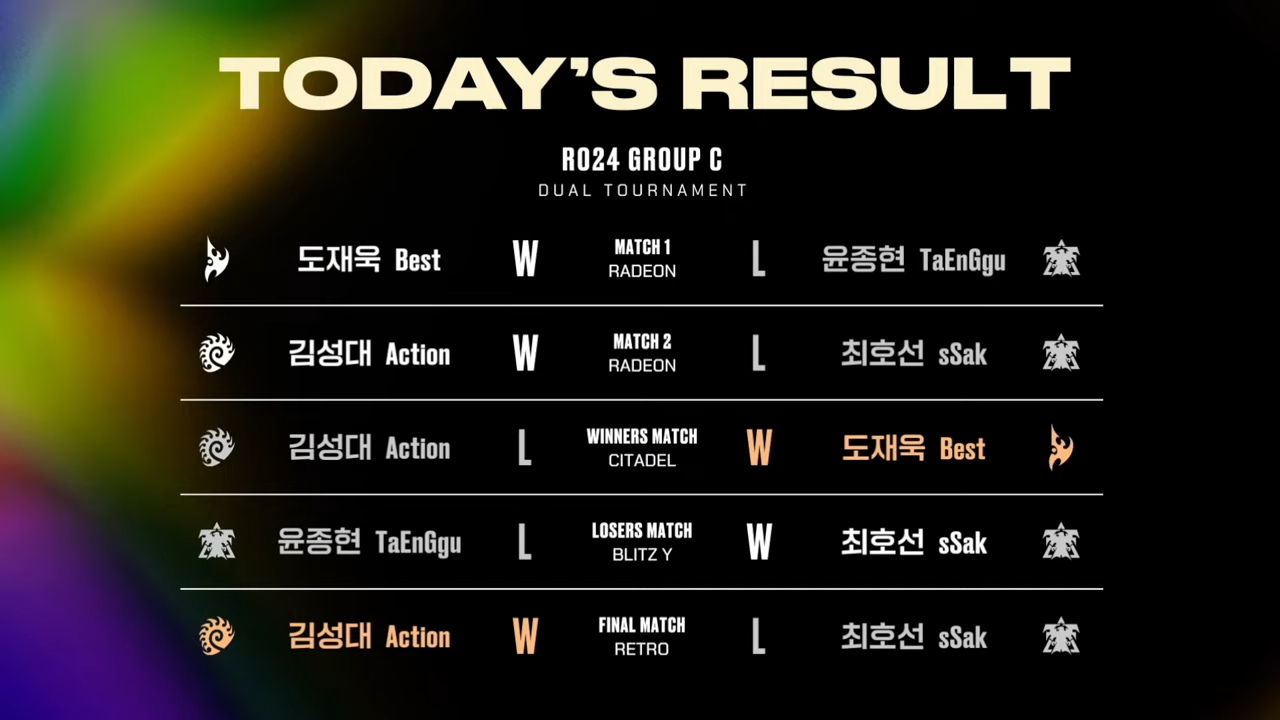 TODAY'S RESULT
RO24 GROUP C
DUAL TOURNAMENT
도재욱 Best W MATCH 1 RADEON L 윤종현 TaEnGgu
김성대 Action W MATCH 2 RADEON L 최호선 sSak
김성대 Action L WINNERS MATCH CITADEL W 도재욱 Best
윤종현 TaEnGgu L LOSERS MATCH BLITZ Y W 최호선 sSak
김성대 Action W FINAL MATCH RETRO L 최호선 sSak